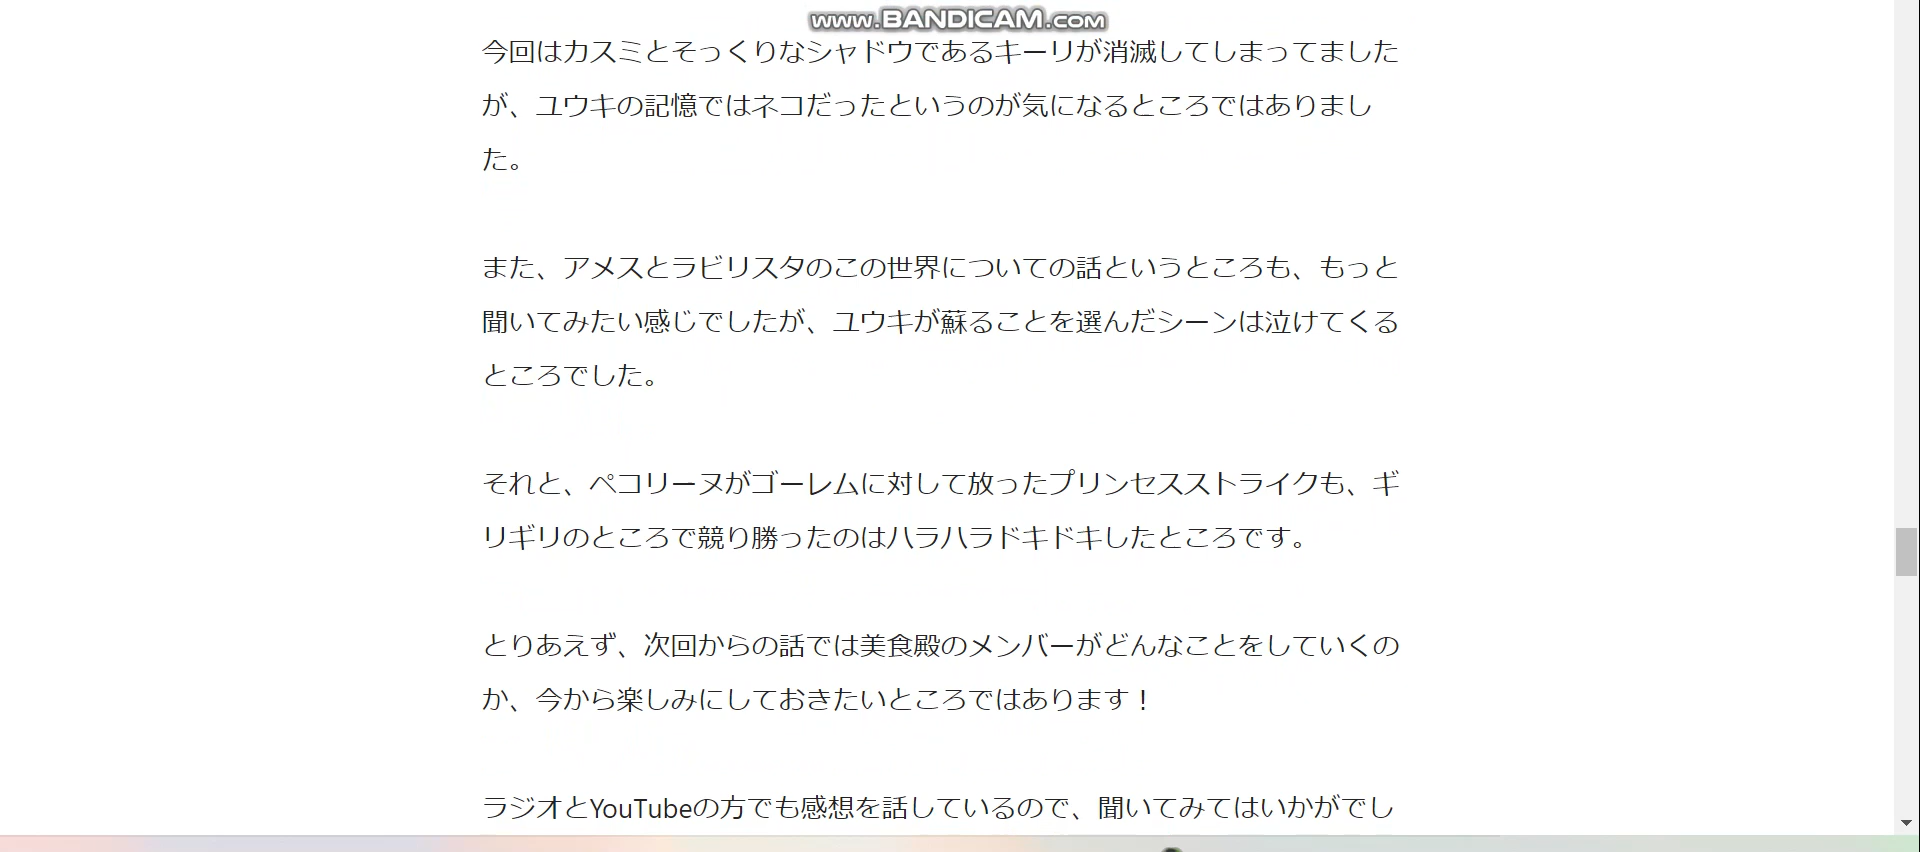 www.BANDICAM.com
今回はカスミとそっくりなシャドウであるキーリが消滅してしまってました
が、ユウキの記憶ではネコだったというのが気になるところではありまし
た。
また、アメスとラビリスタのこの世界についての話というところも、もっと
聞いてみたい感じでしたが、ユウキが蘇ることを選んだシーンは泣けてくる
ところでした。
それと、ペコリーヌがゴーレムに対して放ったプリンセスストライクも、ギ
リギリのところで競り勝ったのはハラハラドキドキしたところです。
とりあえず、次回からの話では美食殿のメンバーがどんなことをしていくの
か、今から楽しみにしておきたいところではあります！
ラジオとYouTubeの方でも感想を話しているので、聞いてみてはいかがでし